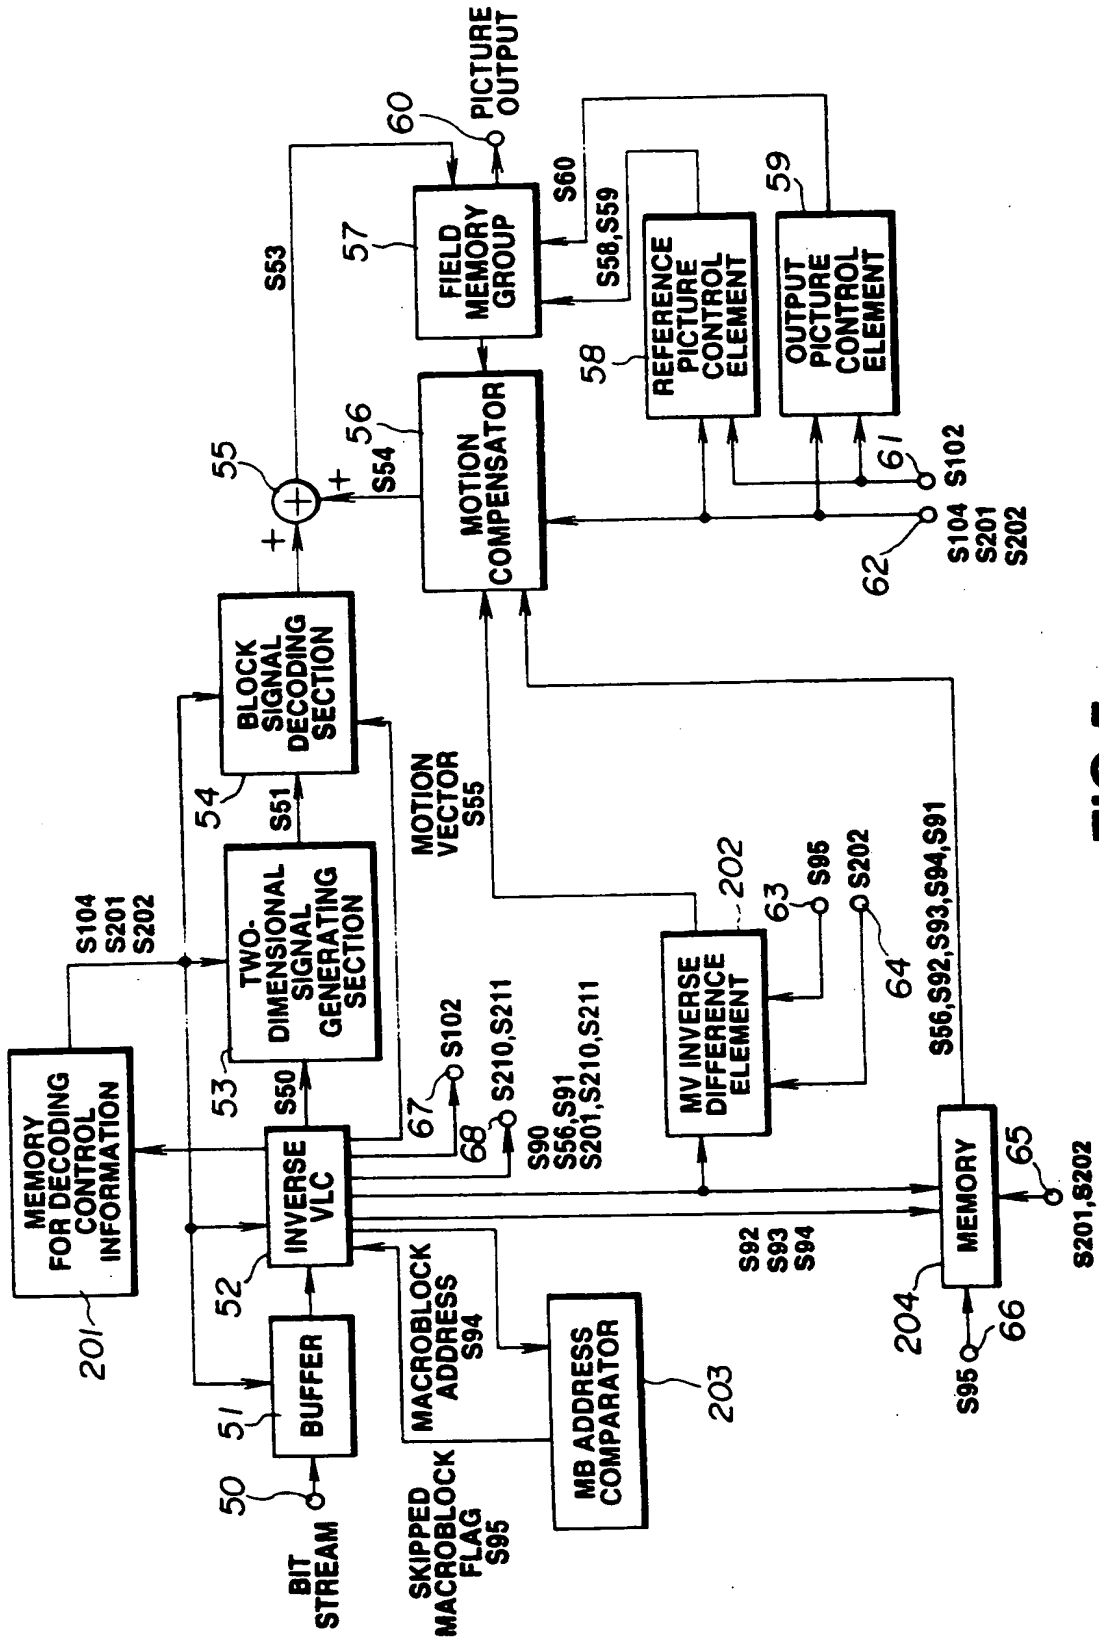 MEMORY
FOR DECODING
CONTROL
INFORMATION
201
S104
S201
S202
BIT
STREAM
50
BUFFER
51
INVERSE
VLC
52
S50
TWO-
DIMENSIONAL
SIGNAL
GENERATING
SECTION
53
S51
BLOCK
SIGNAL
DECODING
SECTION
54
+
+
+
55
S53
S54
MOTION
COMPENSATOR
56
FIELD
MEMORY
GROUP
57
60
PICTURE
OUTPUT
S60
S58,S59
REFERENCE
PICTURE
CONTROL
ELEMENT
58
OUTPUT
PICTURE
CONTROL
ELEMENT
59
61
S102
62
S104
S201
S202
67
S102
68
S210,S211
S90
S56,S91
S201,S210,S211
MOTION
VECTOR
S55
MV INVERSE
DIFFERENCE
ELEMENT
202
63
S95
64
S202
SKIPPED
MACROBLOCK
FLAG
S95
MACROBLOCK
ADDRESS
S94
MB ADDRESS
COMPARATOR
203
S92
S93
S94
MEMORY
204
S95
66
65
S201,S202
S56,S92,S93,S94,S91